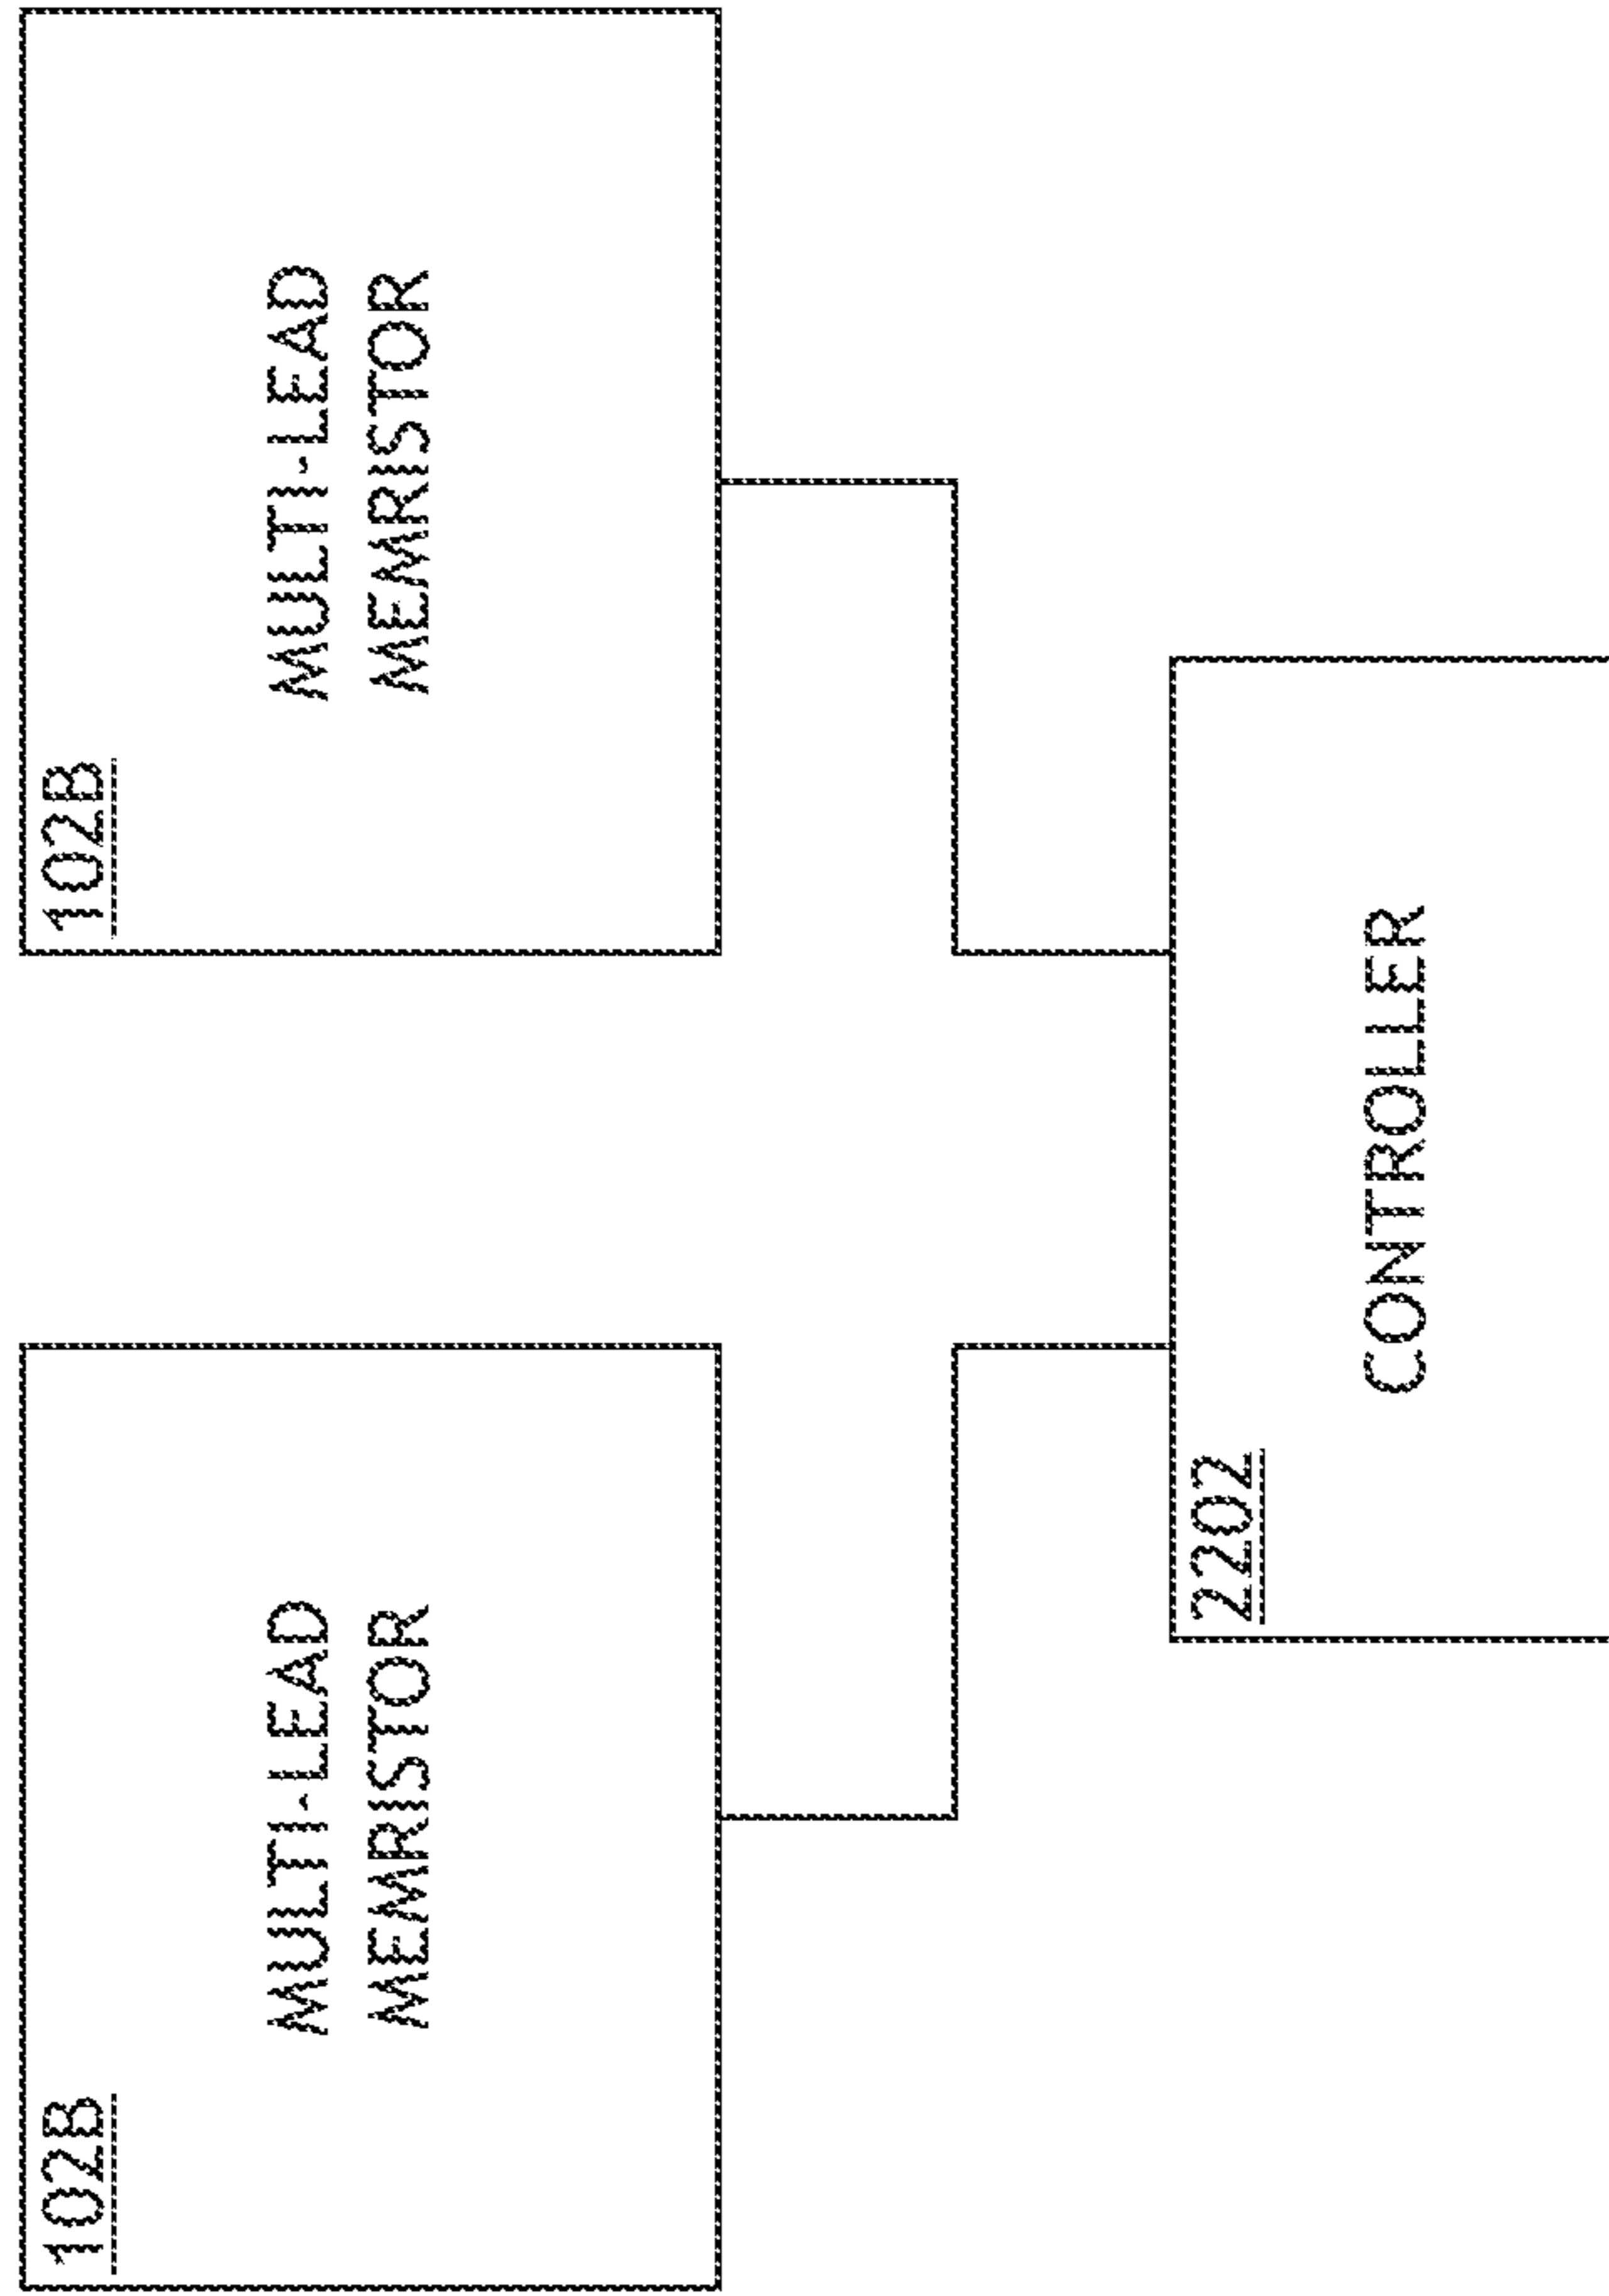 102B
MULTI-LEAD
MEMRISTOR
102B
MULTI-LEAD
MEMRISTOR
2202
CONTROLLER